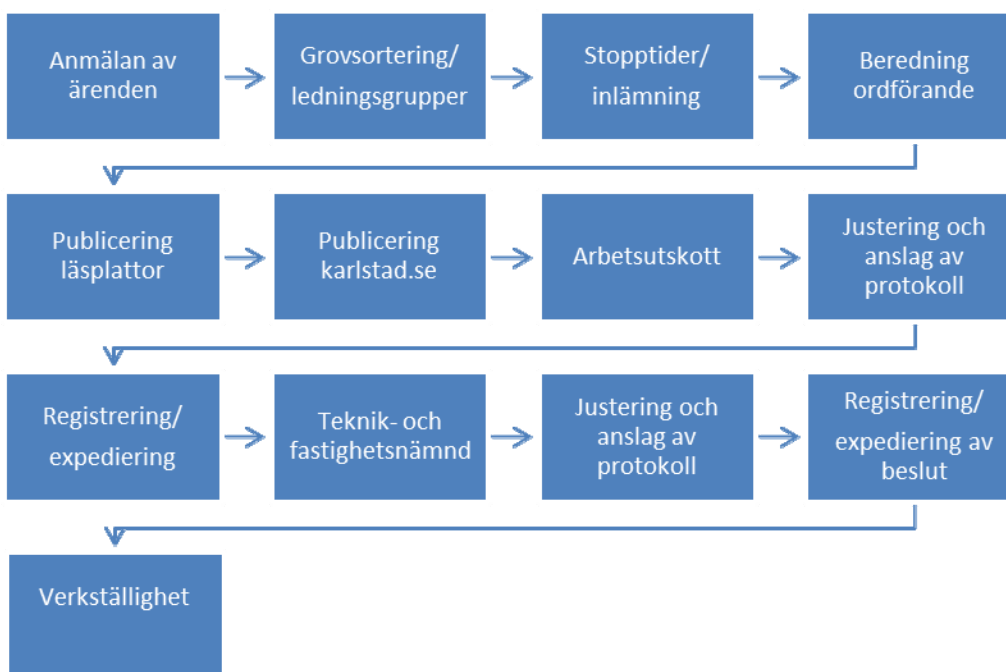 Anmälan av
ärenden
Grovsortering/
ledningsgrupper
Stopptider/
inlämning
Beredning
ordförande
Publicering
läsplattor
Publicering
karlstad.se
Arbetsutskott
Justering och
anslag av
protokoll
Registrering/
expediering
Teknik- och
fastighetsnämnd
Justering och
anslag av
protokoll
Registrering/
expediering av
beslut
Verkställighet